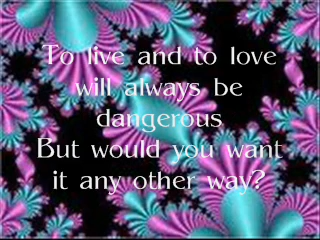 To live and to love
will always be
dangerous
But would you want
it any other way?